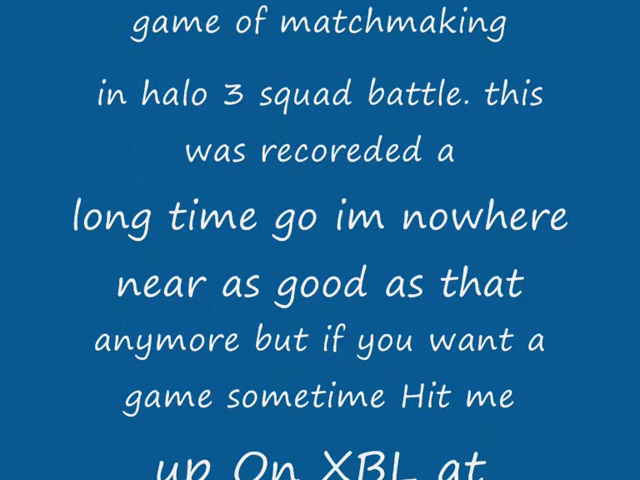 game of matchmaking
in halo 3 squad battle. this
was recoreded a
long time go im nowhere
near as good as that
anymore but if you want a
game sometime Hit me
up On XBL at